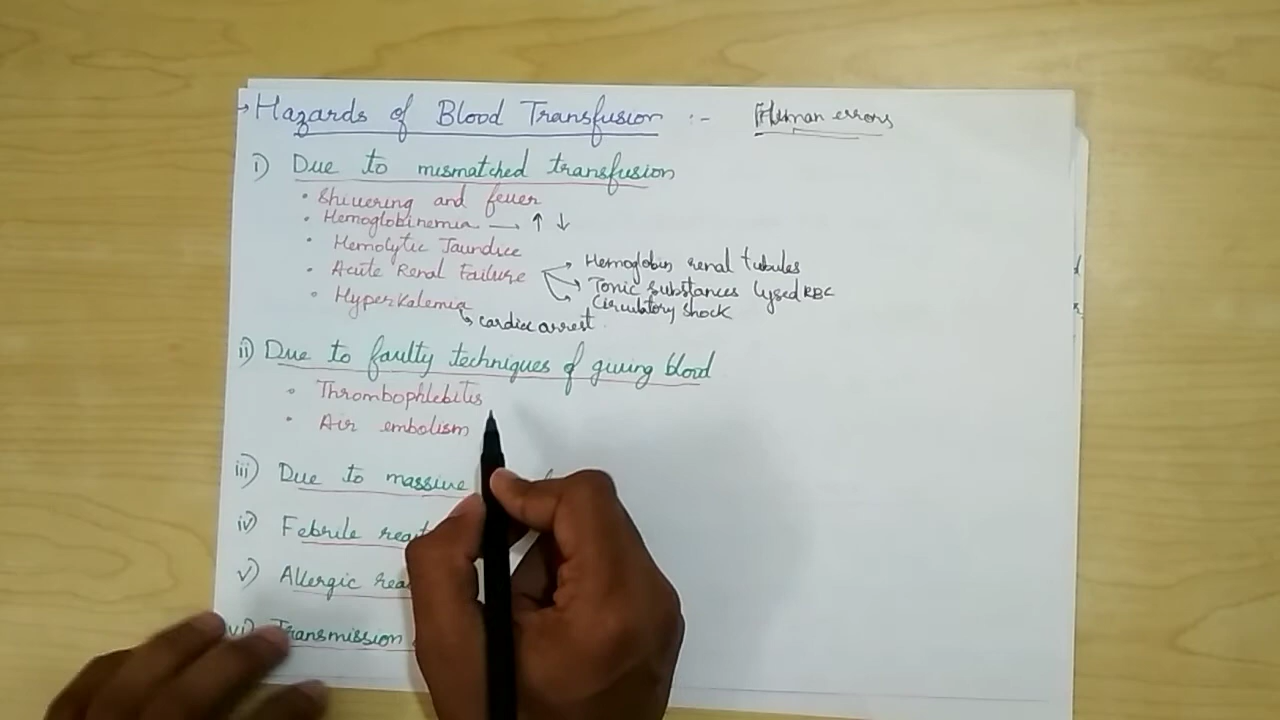 → Hazards of Blood Transfusion :- Human errors
i) Due to mismatched transfusion
• Shivering and fever
• Hemoglobinemia → ↑ ↓
• Hemolytic Jaundice
• Acute Renal Failure
Hemoglobin renal tubules
Tonic substances lysed RBC
Circulatory shock
• Hyperkalemia
cardiac arrest.
ii) Due to faulty techniques of giving blood
• Thrombophlebitis
• Air embolism
iii) Due to massive
iv) Febrile
v) Allergic
vi) Transmission